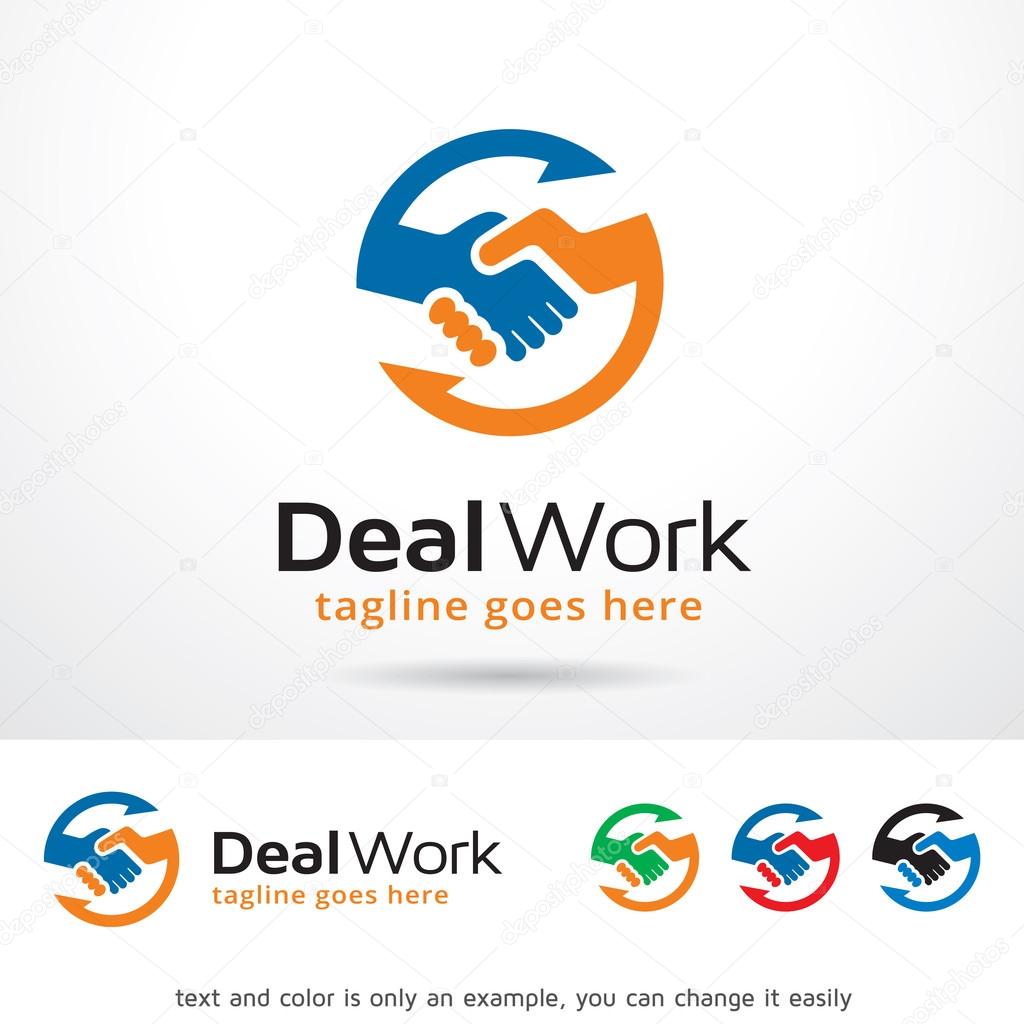 Deal Work
tagline goes here
Deal Work
tagline goes here
text and color is only an example, you can change it easily
depositphotos